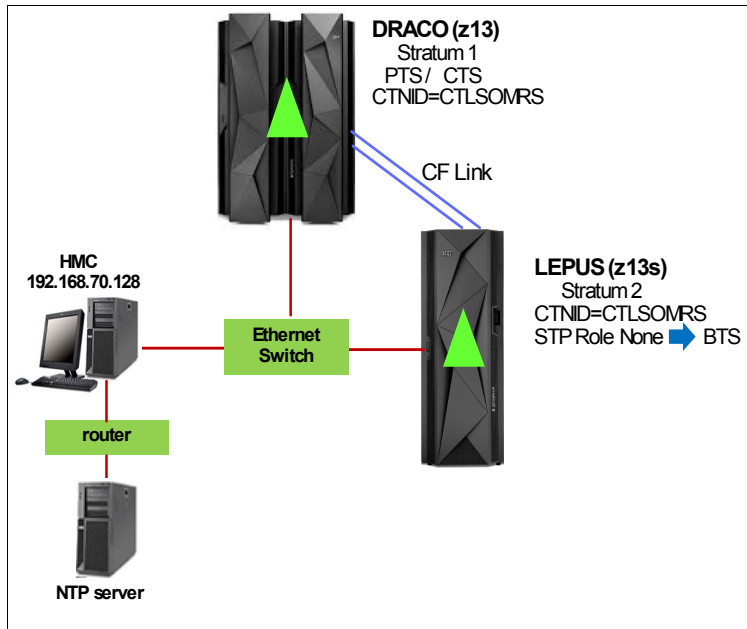 DRACO (z13)
Stratum 1
PTS / CTS
CTNID=CTLSOMRS
CF Link
HMC
192.168.70.128
LEPUS (z13s)
Stratum 2
CTNID=CTLSOMRS
STP Role None BTS
Ethernet
Switch
router
NTP server